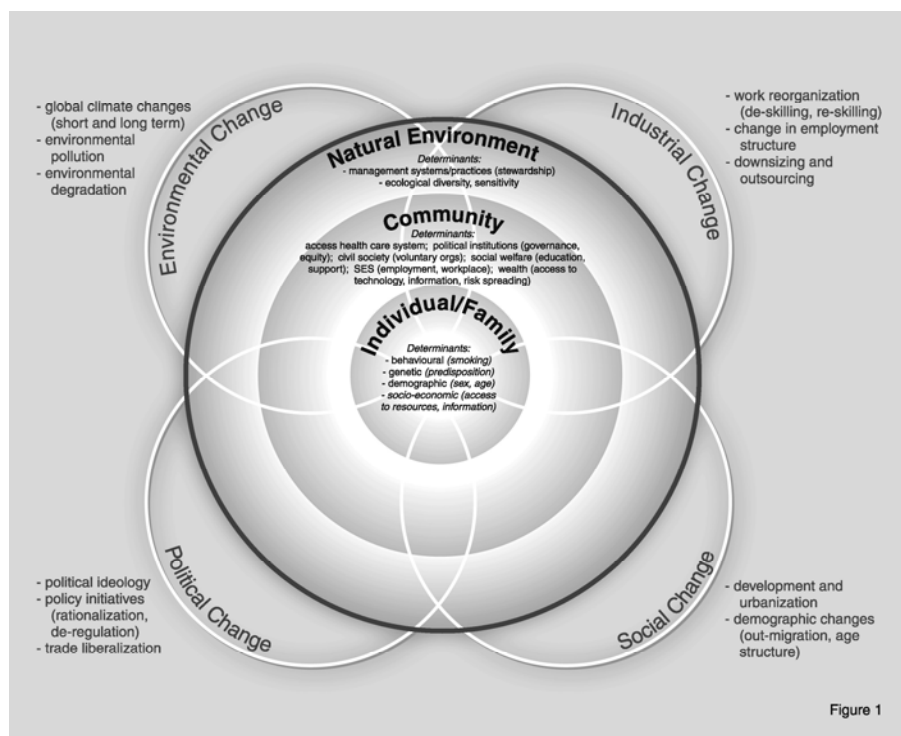 - global climate changes
(short and long term)
- environmental
pollution
- environmental
degradation
Environmental Change
Industrial Change
- work reorganization
(de-skilling, re-skilling)
- change in employment
structure
- downsizing and
outsourcing
Natural Environment
Determinants:
- management systems/practices (stewardship)
- ecological diversity, sensitivity
Community
Determinants:
access health care system; political institutions (governance,
equity); civil society (voluntary orgs); social welfare (education,
support); SES (employment, workplace); wealth (access to
technology, information, risk spreading)
Individual/Family
Determinants:
- behavioural (smoking)
- genetic (predisposition)
- demographic (sex, age)
- socio-economic (access
to resources, information)
- political ideology
- policy initiatives
(rationalization,
de-regulation)
- trade liberalization
Political Change
Social Change
- development and
urbanization
- demographic changes
(out-migration, age
structure)
Figure 1